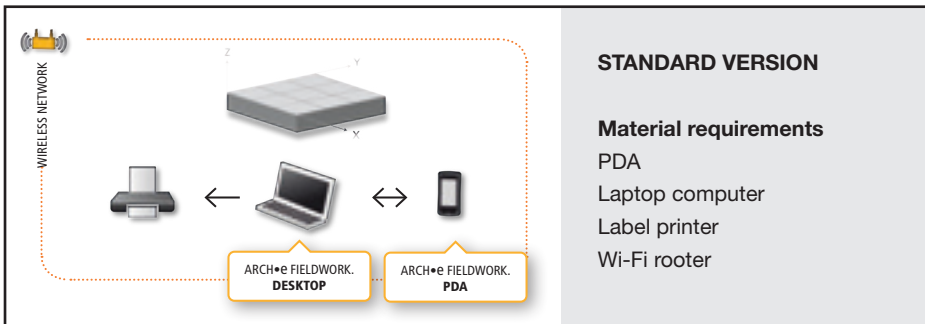 WIRELESS NETWORK
Z
Y
X
ARCH•e FIELDWORK.
DESKTOP
ARCH•e FIELDWORK.
PDA
STANDARD VERSION
Material requirements
PDA
Laptop computer
Label printer
Wi-Fi rooter